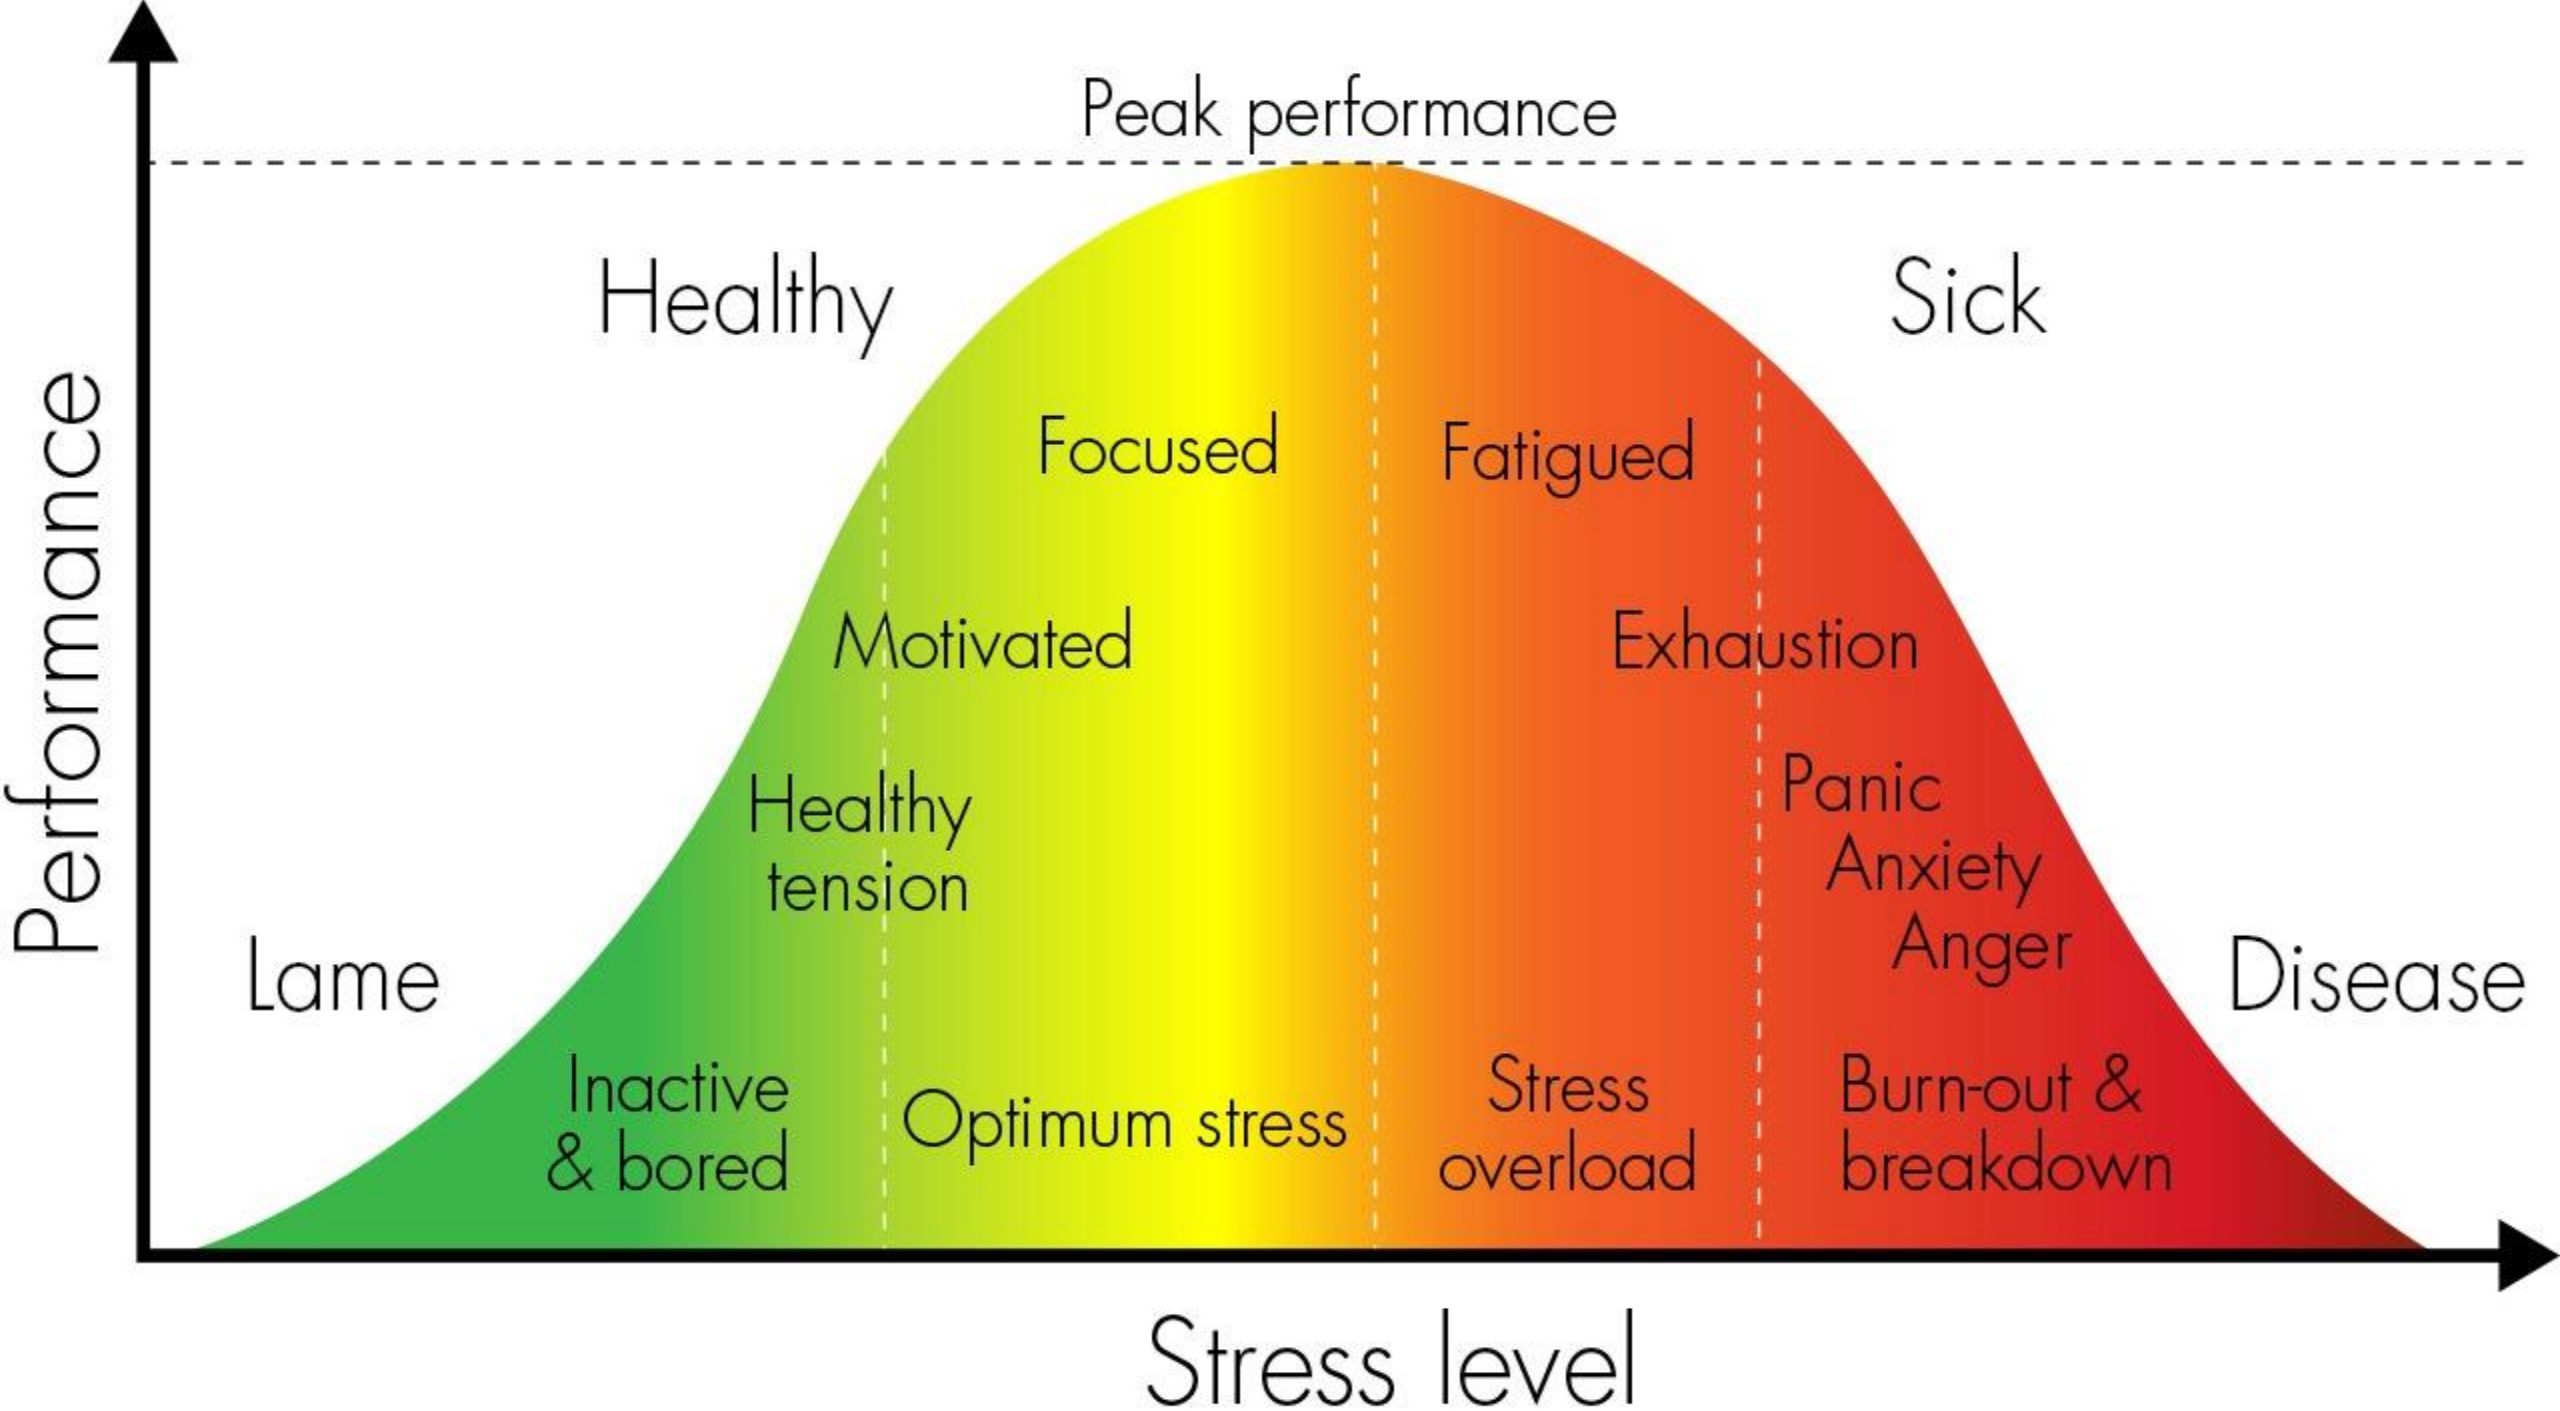 Peak performance
Healthy
Sick
Focused
Fatigued
Motivated
Exhaustion
Healthy
tension
Panic
Anxiety
Anger
Lame
Disease
Inactive
& bored
Optimum stress
Stress
overload
Burn-out &
breakdown
Performance
Stress level